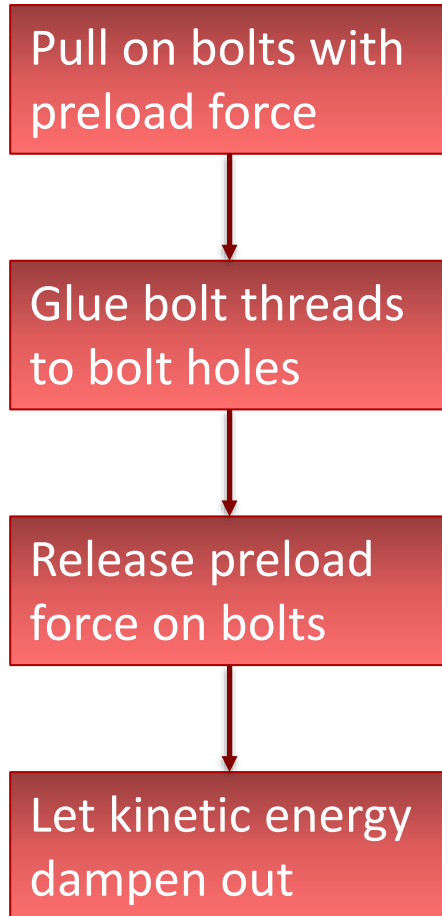 Pull on bolts with
preload force
Glue bolt threads
to bolt holes
Release preload
force on bolts
Let kinetic energy
dampen out